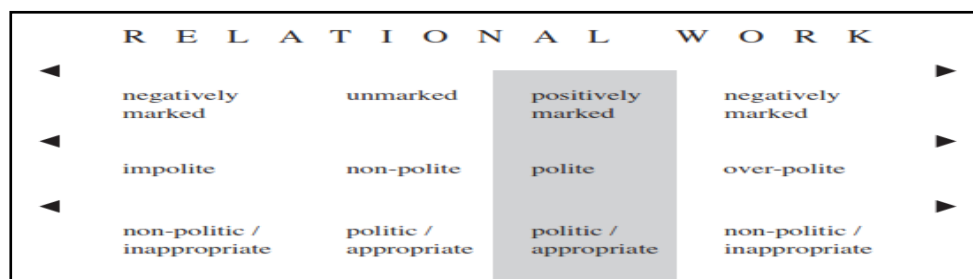 RELATIONAL WORK
negatively marked unmarked positively marked negatively marked
impolite non-polite polite over-polite
non-politic / inappropriate politic / appropriate politic / appropriate non-politic / inappropriate